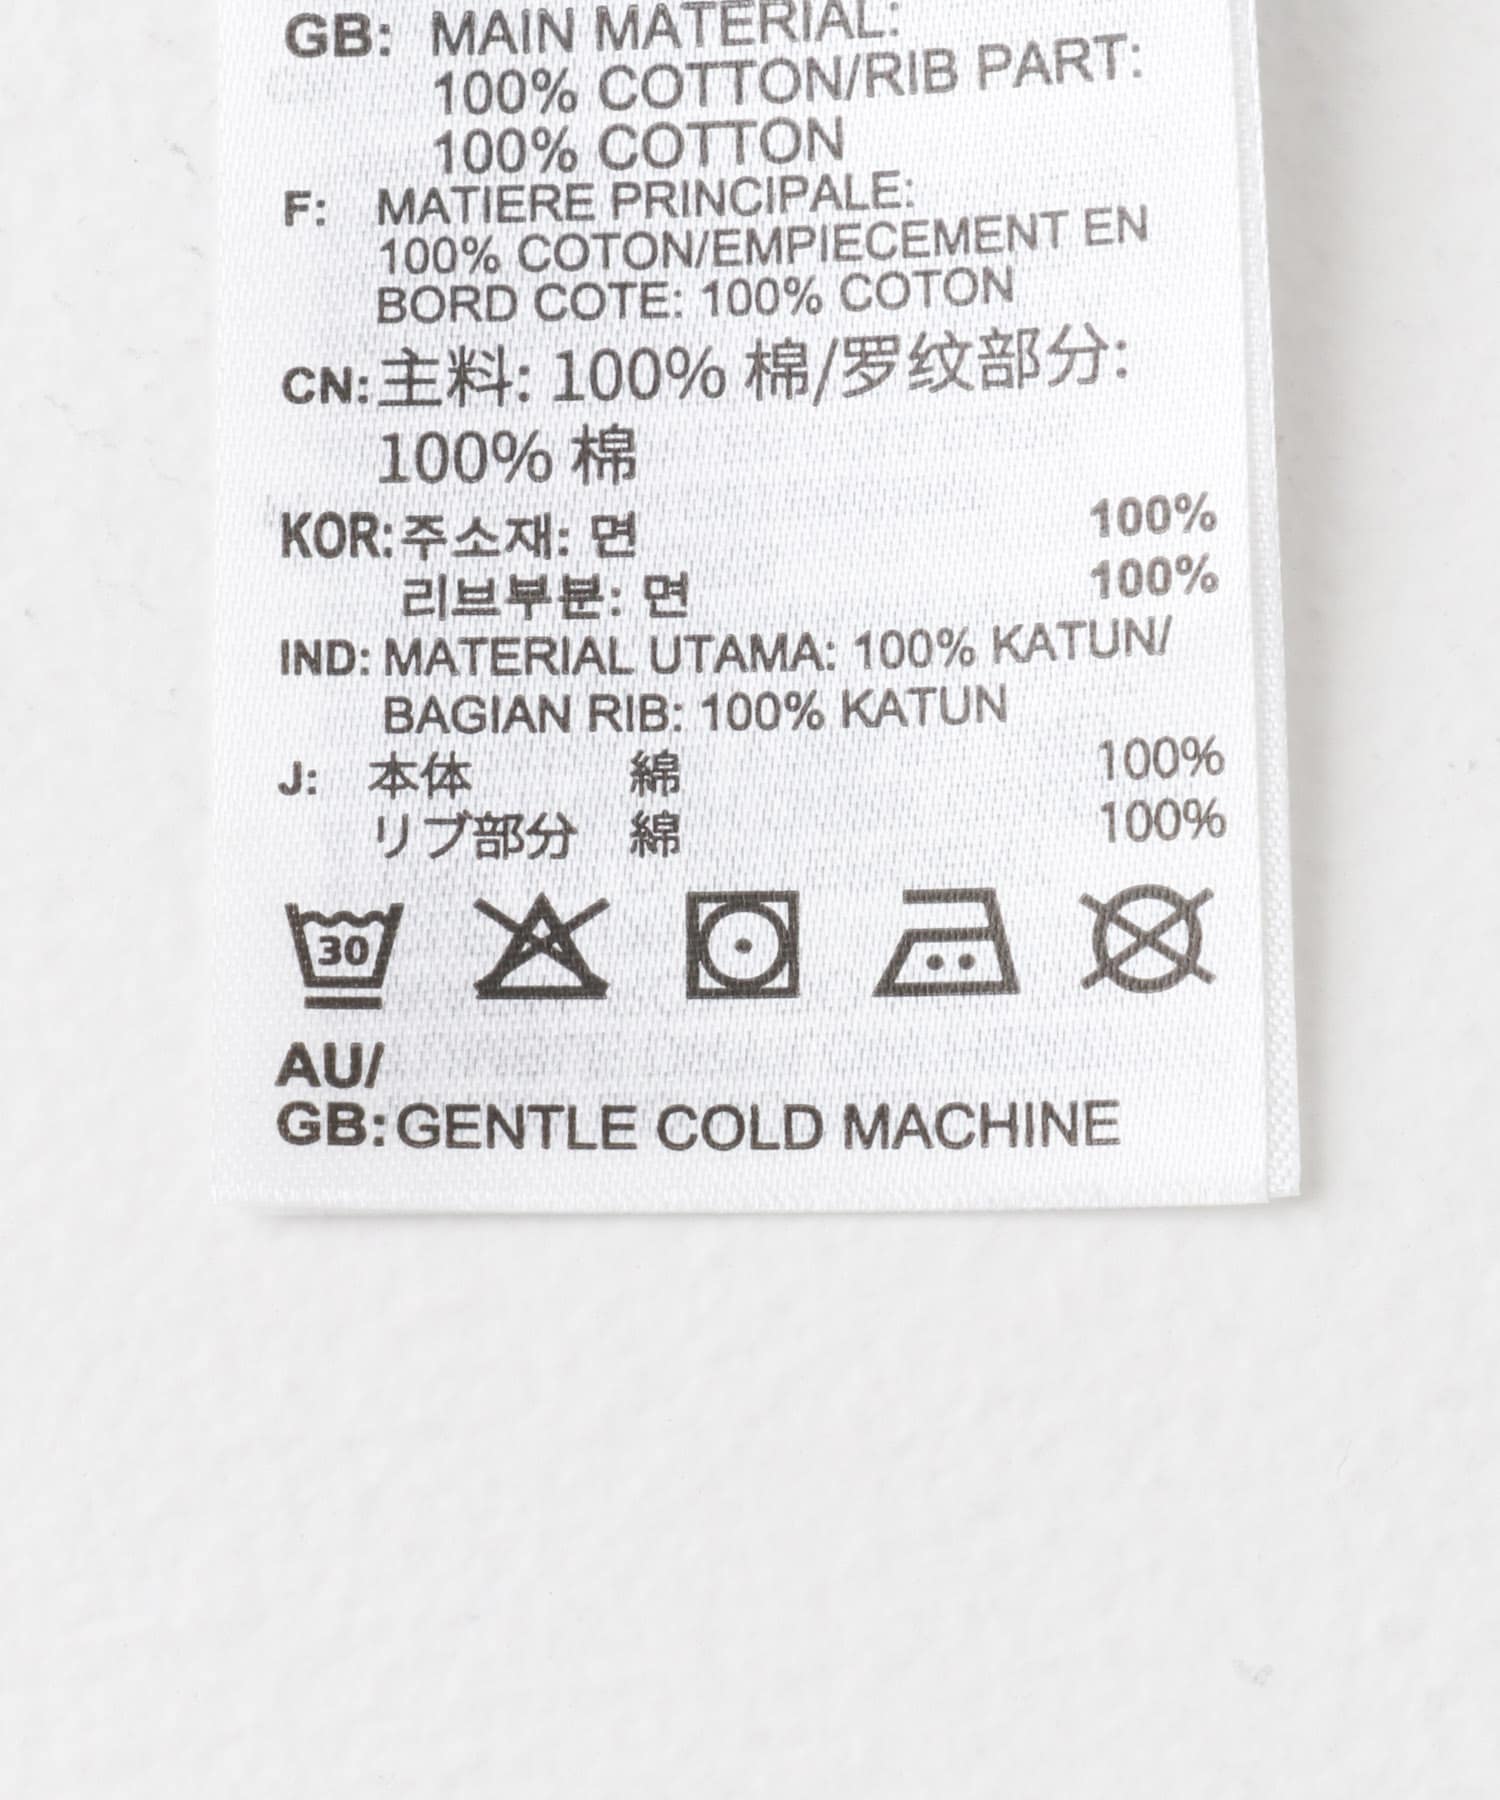 GB: MAIN MATERIAL:
100% COTTON/RIB PART:
100% COTTON
F: MATIERE PRINCIPALE:
100% COTON/EMPIECEMENT EN
BORD COTE: 100% COTON
CN: 主料: 100% 棉/罗纹部分:
100% 棉
KOR: 주소재: 면 100%
리브부분: 면 100%
IND: MATERIAL UTAMA: 100% KATUN/
BAGIAN RIB: 100% KATUN
J: 本体 綿 100%
リブ部分 綿 100%
30
AU/
GB: GENTLE COLD MACHINE